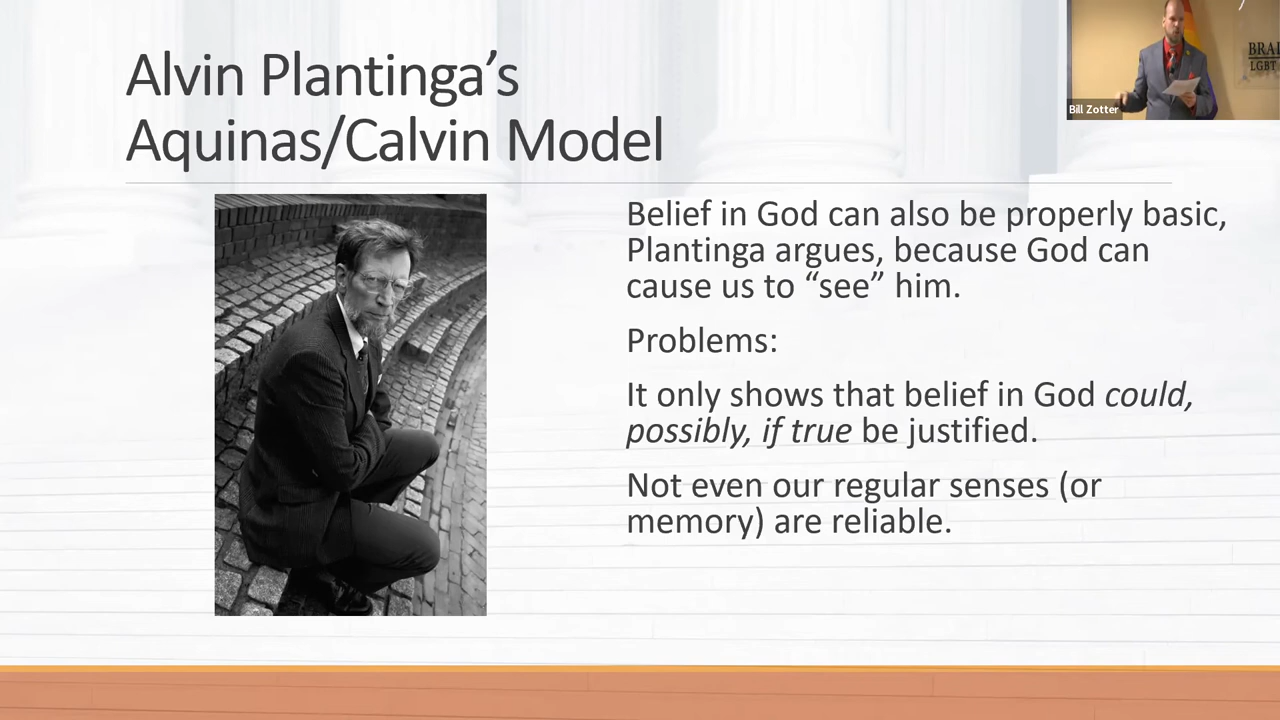 Alvin Plantinga’s
Aquinas/Calvin Model
Bill Zotter
LGBT
Belief in God can also be properly basic,
Plantinga argues, because God can
cause us to “see” him.
Problems:
It only shows that belief in God could,
possibly, if true be justified.
Not even our regular senses (or
memory) are reliable.